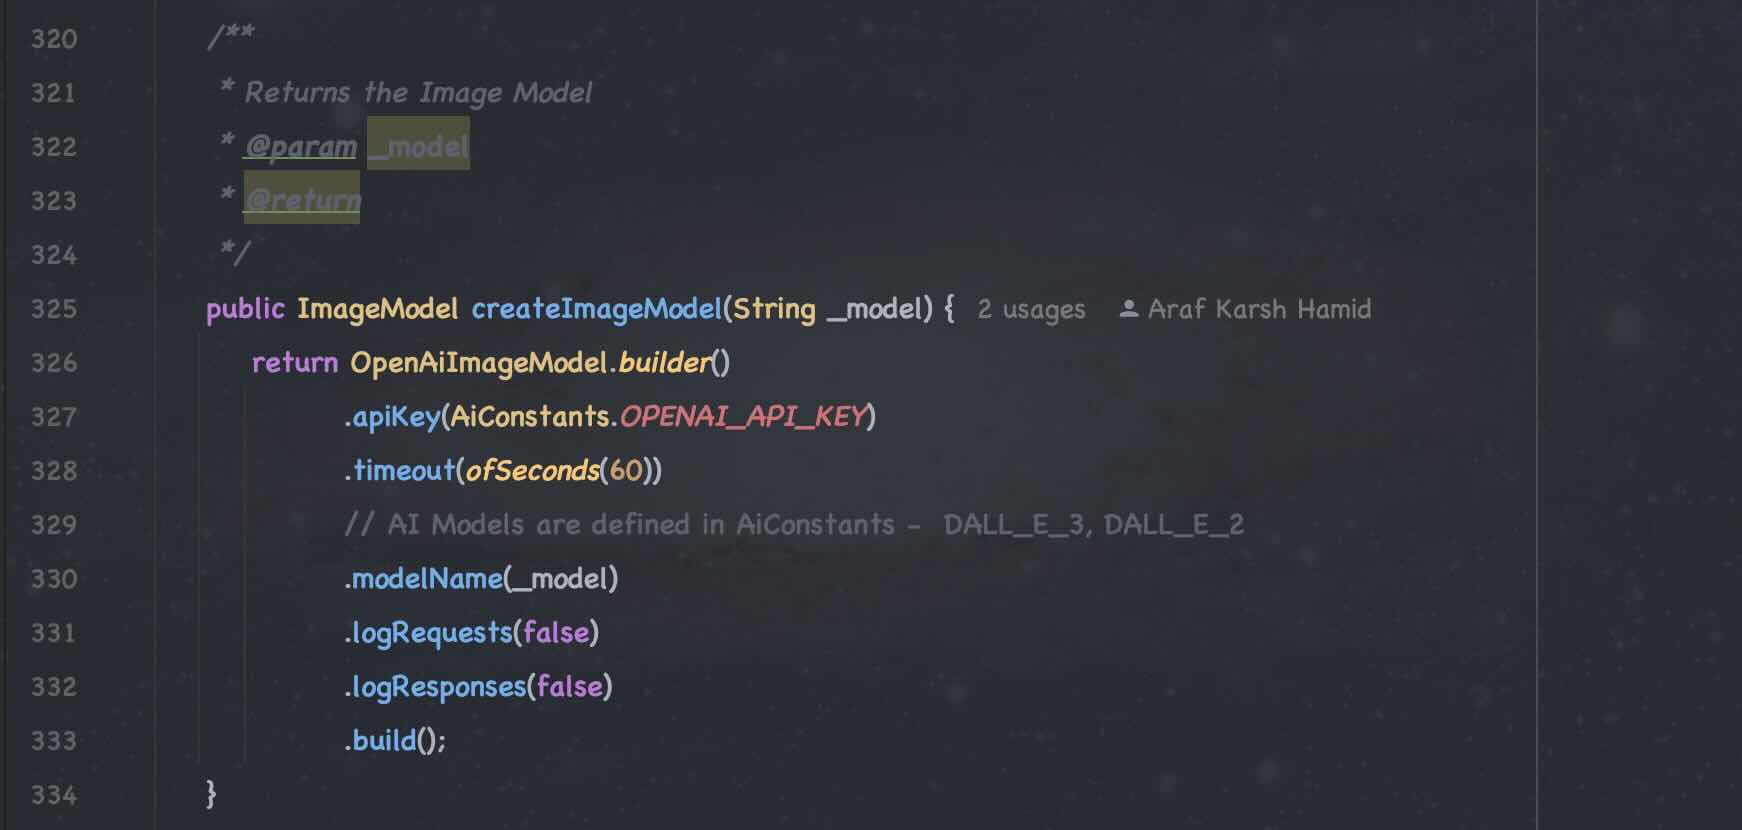 320 /**
321 * Returns the Image Model
322 * @param _model
323 * @return
324 */
325 public ImageModel createImageModel(String _model) { 2 usages Araf Karsh Hamid
326 return OpenAiImageModel.builder()
327 .apiKey(AiConstants.OPENAI_API_KEY)
328 .timeout(ofSeconds(60))
329 // AI Models are defined in AiConstants - DALL_E_3, DALL_E_2
330 .modelName(_model)
331 .logRequests(false)
332 .logResponses(false)
333 .build();
334 }